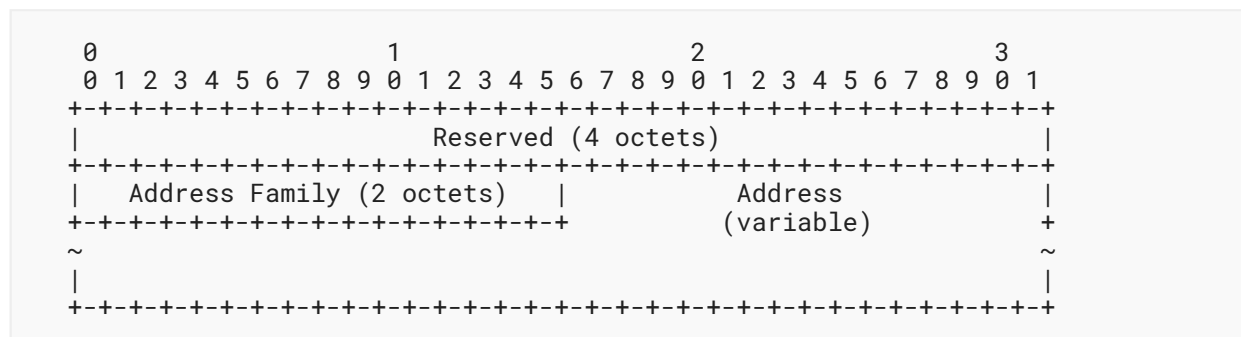 0                   1                   2                   3
 0 1 2 3 4 5 6 7 8 9 0 1 2 3 4 5 6 7 8 9 0 1 2 3 4 5 6 7 8 9 0 1
+-+-+-+-+-+-+-+-+-+-+-+-+-+-+-+-+-+-+-+-+-+-+-+-+-+-+-+-+-+-+-+-+
|                       Reserved (4 octets)                     |
+-+-+-+-+-+-+-+-+-+-+-+-+-+-+-+-+-+-+-+-+-+-+-+-+-+-+-+-+-+-+-+-+
|   Address Family (2 octets)   |           Address             |
+-+-+-+-+-+-+-+-+-+-+-+-+-+-+-+-+          (variable)           +
~                                                               ~
|                                                               |
+-+-+-+-+-+-+-+-+-+-+-+-+-+-+-+-+-+-+-+-+-+-+-+-+-+-+-+-+-+-+-+-+